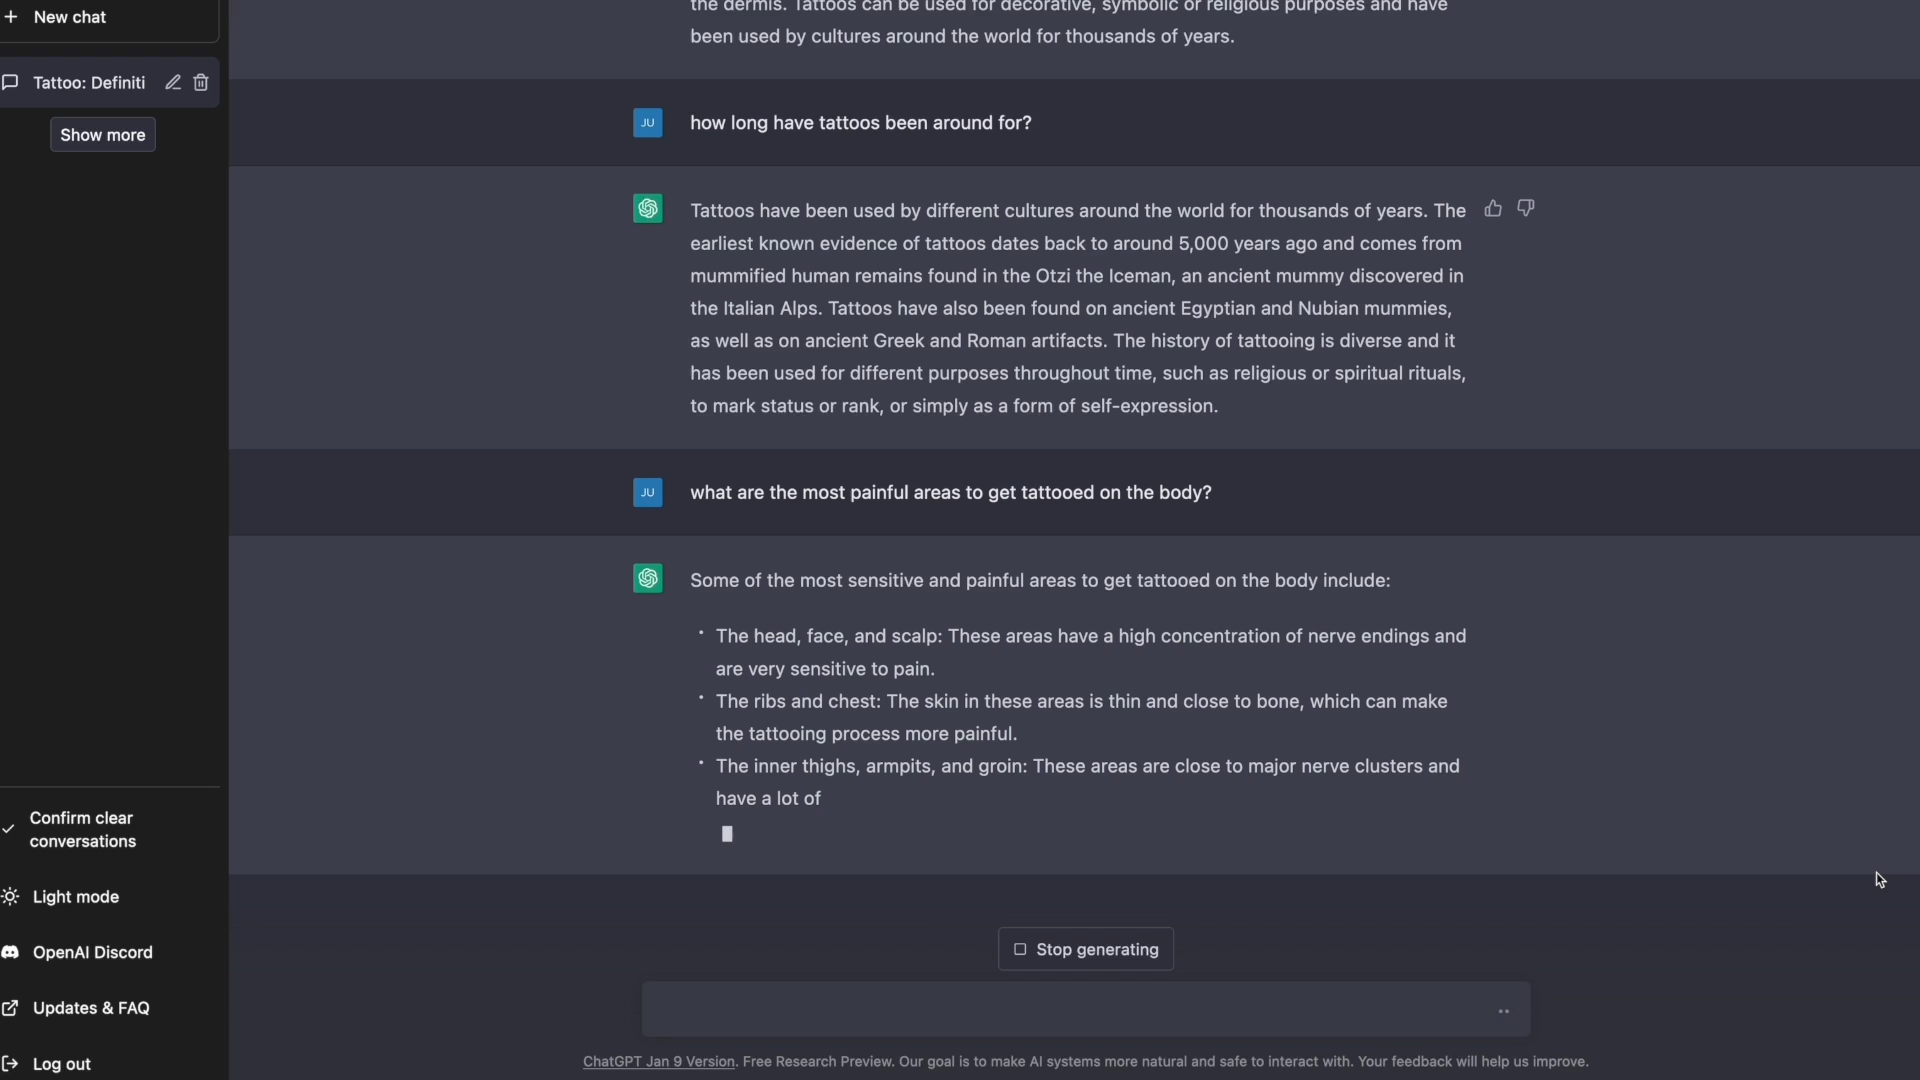 New chat
Tattoo: Definiti
Show more
the dermis. Tattoos can be used for decorative, symbolic or religious purposes and have
been used by cultures around the world for thousands of years.
JU
how long have tattoos been around for?
Tattoos have been used by different cultures around the world for thousands of years. The
earliest known evidence of tattoos dates back to around 5,000 years ago and comes from
mummified human remains found in the Otzi the Iceman, an ancient mummy discovered in
the Italian Alps. Tattoos have also been found on ancient Egyptian and Nubian mummies,
as well as on ancient Greek and Roman artifacts. The history of tattooing is diverse and it
has been used for different purposes throughout time, such as religious or spiritual rituals,
to mark status or rank, or simply as a form of self-expression.
JU
what are the most painful areas to get tattooed on the body?
Some of the most sensitive and painful areas to get tattooed on the body include:
• The head, face, and scalp: These areas have a high concentration of nerve endings and
are very sensitive to pain.
• The ribs and chest: The skin in these areas is thin and close to bone, which can make
the tattooing process more painful.
• The inner thighs, armpits, and groin: These areas are close to major nerve clusters and
have a lot of
Confirm clear
conversations
Light mode
OpenAI Discord
Updates & FAQ
Log out
Stop generating
ChatGPT Jan 9 Version. Free Research Preview. Our goal is to make AI systems more natural and safe to interact with. Your feedback will help us improve.